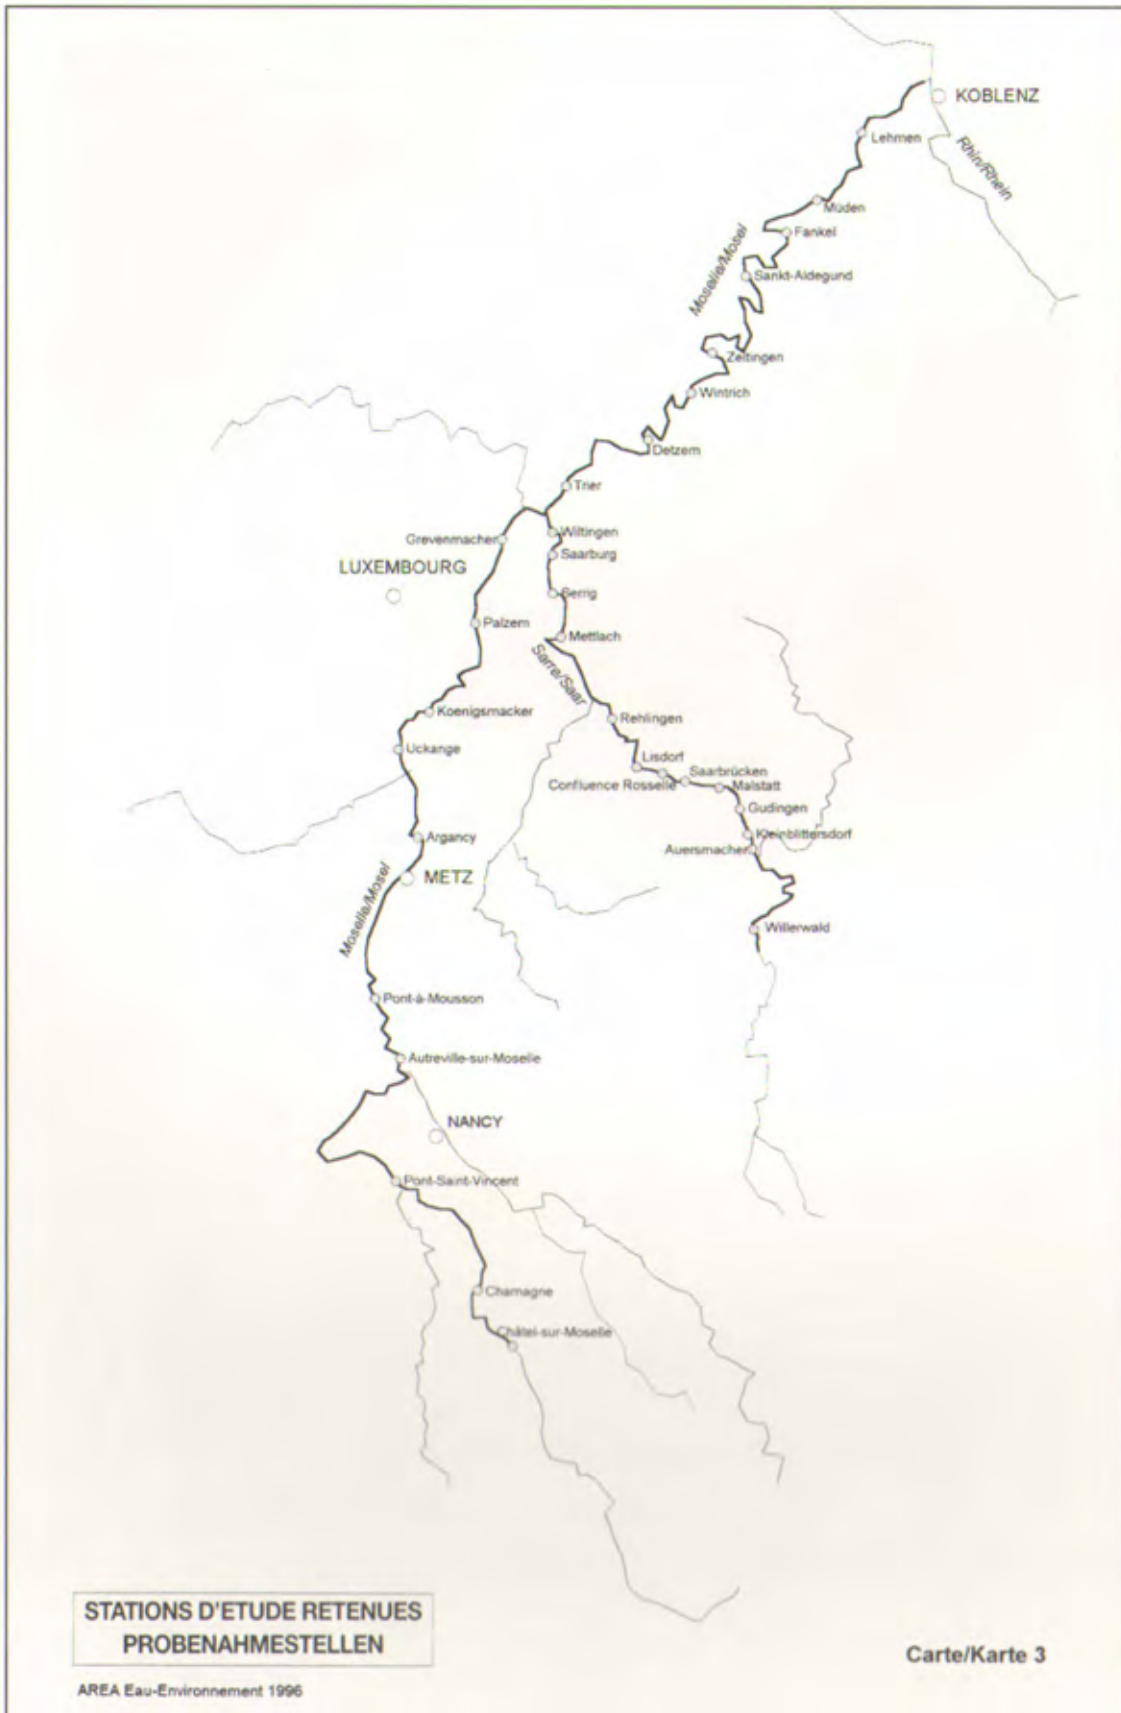 KOBLENZ
Lehmen
Rhin/Rhein
Müden
Fankel
Moselle/Mosel
Sankt-Aldegund
Zeltingen
Wintrich
Detzem
Trier
Wiltingen
Grevenmacher
Saarburg
LUXEMBOURG
Serrig
Palzem
Mettlach
Sarre/Saar
Koenigsmacker
Rehlingen
Uckange
Lisdorf
Saarbrücken
Confluence Rosselle
Malstatt
Gudingen
Argancy
Kleinblittersdorf
Auersmacher
METZ
Moselle/Mosel
Willerwald
Pont-à-Mousson
Autreville-sur-Moselle
NANCY
Pont-Saint-Vincent
Chamagne
Châtel-sur-Moselle
STATIONS D'ETUDE RETENUES
PROBENAHMESTELLEN
Carte/Karte 3
AREA Eau-Environnement 1996